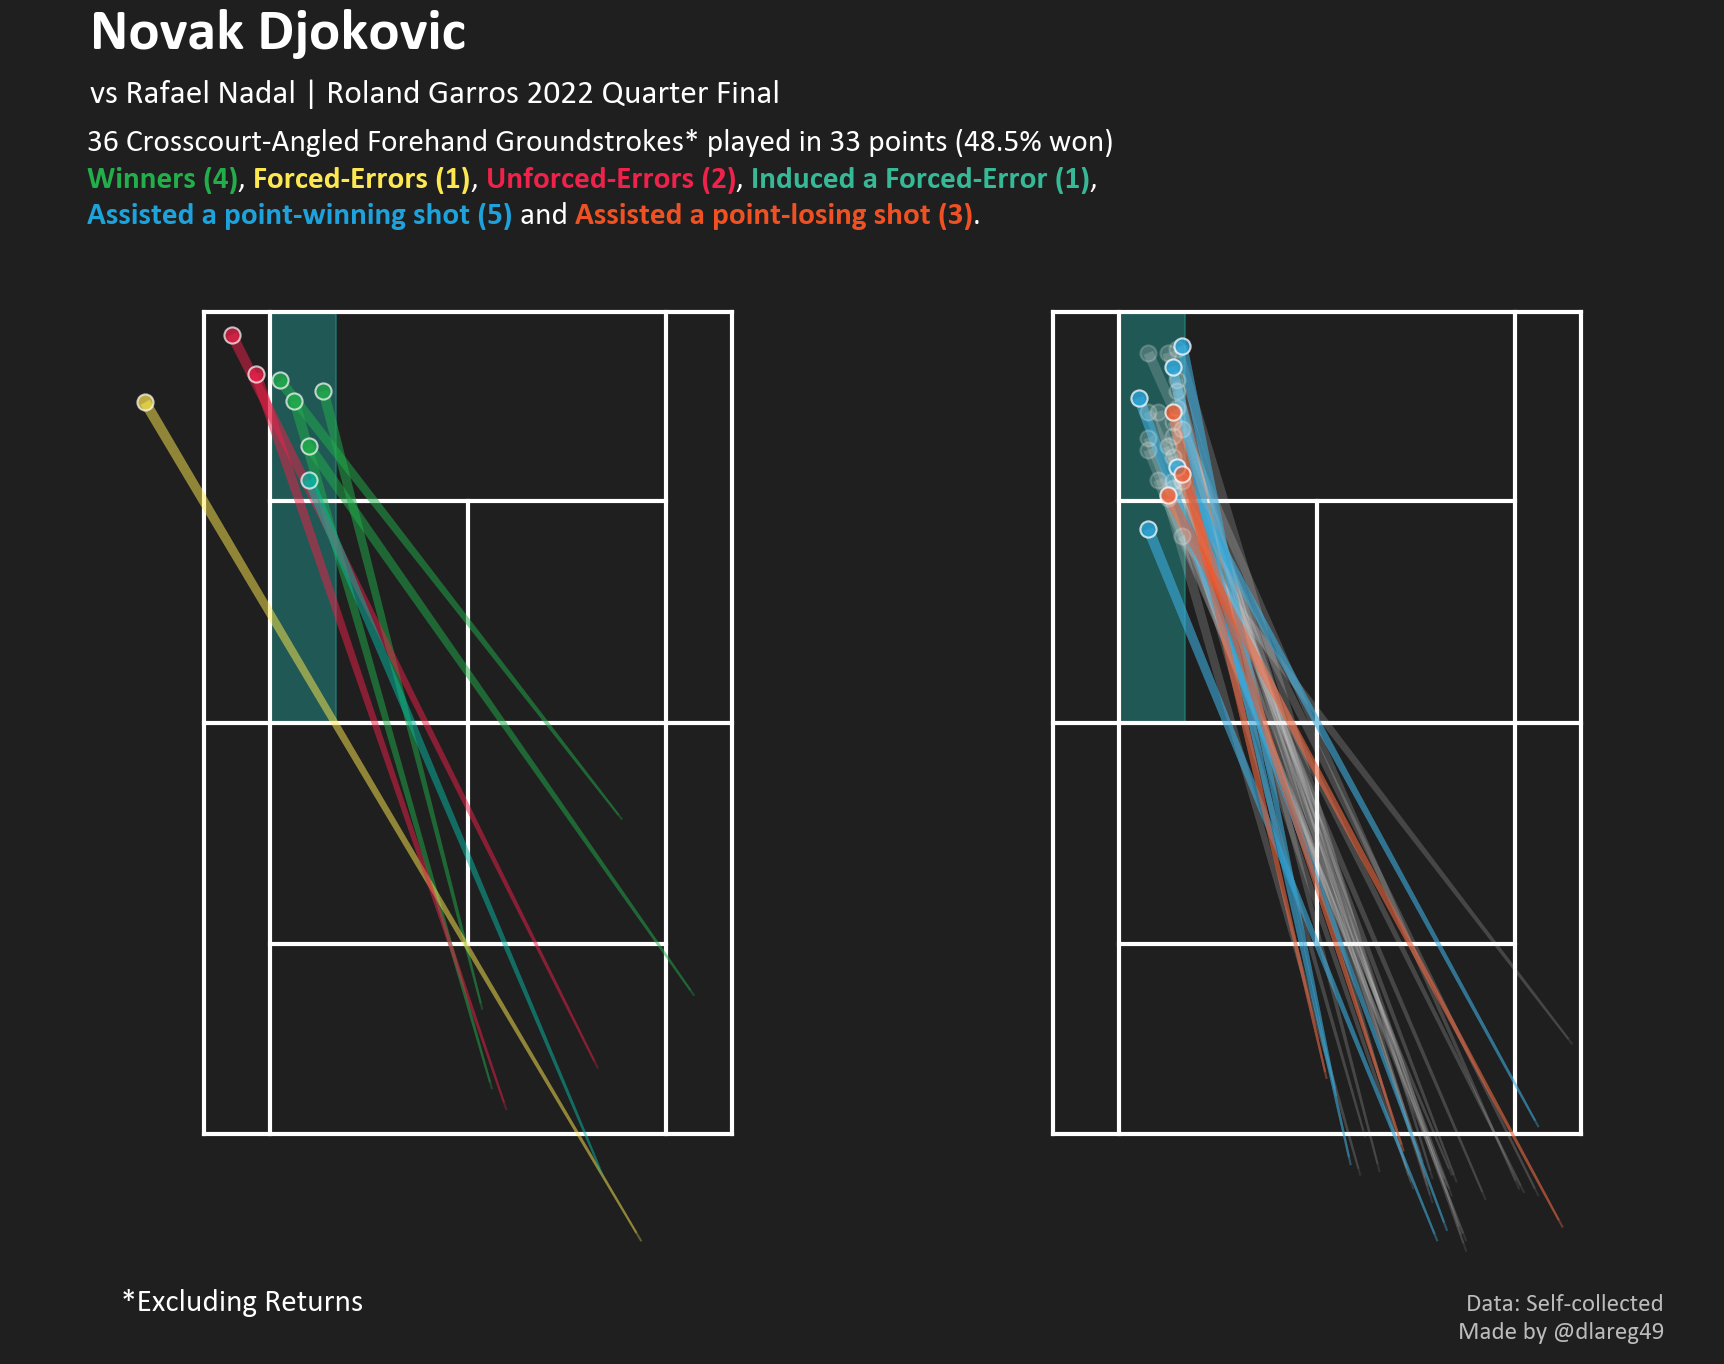 Novak Djokovic
vs Rafael Nadal | Roland Garros 2022 Quarter Final
36 Crosscourt-Angled Forehand Groundstrokes* played in 33 points (48.5% won)
Winners (4), Forced-Errors (1), Unforced-Errors (2), Induced a Forced-Error (1),
Assisted a point-winning shot (5) and Assisted a point-losing shot (3).
*Excluding Returns
Data: Self-collected
Made by @dlareg49